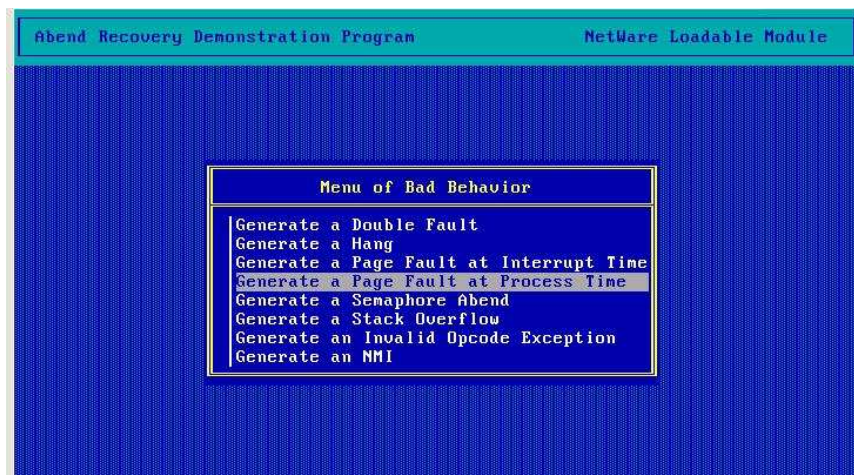 Abend Recovery Demonstration Program NetWare Loadable Module
Menu of Bad Behavior
Generate a Double Fault
Generate a Hang
Generate a Page Fault at Interrupt Time
Generate a Page Fault at Process Time
Generate a Semaphore Abend
Generate a Stack Overflow
Generate an Invalid Opcode Exception
Generate an NMI